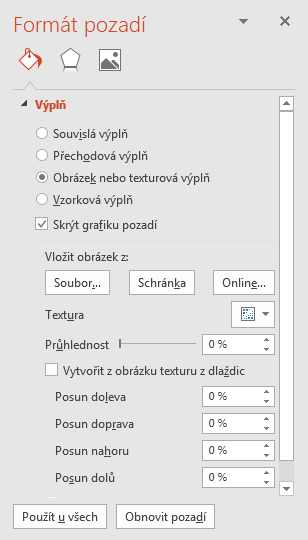 Formát pozadí
Výplň
Souvislá výplň
Přechodová výplň
Obrázek nebo texturová výplň
Vzorková výplň
Skrýt grafiku pozadí
Vložit obrázek z:
Soubor... Schránka Online...
Textura
Průhlednost 0 %
Vytvořit z obrázku texturu z dlaždic
Posun doleva 0 %
Posun doprava 0 %
Posun nahoru 0 %
Posun dolů 0 %
Použít u všech Obnovit pozadí